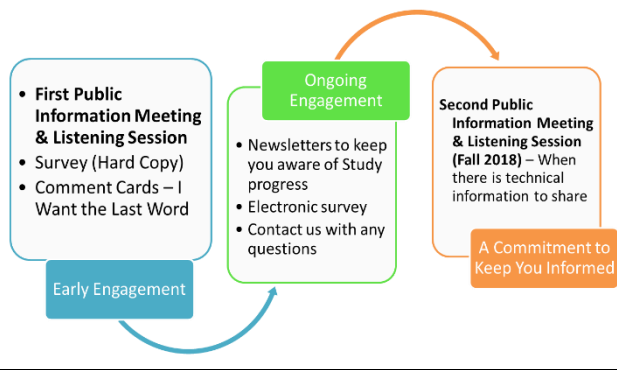 • First Public
Information Meeting
& Listening Session
• Survey (Hard Copy)
• Comment Cards – I
Want the Last Word
Early Engagement
Ongoing
Engagement
• Newsletters to keep
you aware of Study
progress
• Electronic survey
• Contact us with any
questions
Second Public
Information Meeting
& Listening Session
(Fall 2018) – When
there is technical
information to share
A Commitment to
Keep You Informed